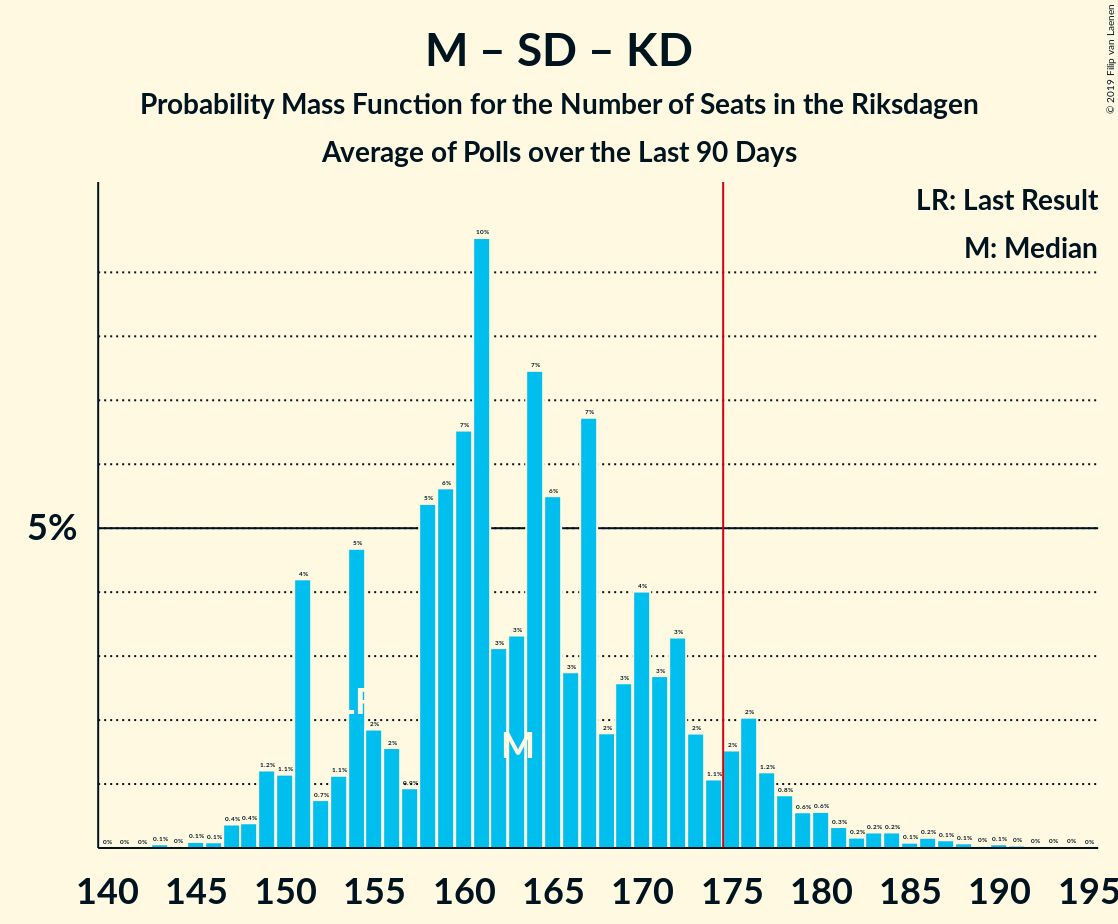 M – SD – KD
Probability Mass Function for the Number of Seats in the Riksdagen
Average of Polls over the Last 90 Days
© 2019 Filip van Laenen
LR: Last Result
M: Median
5%
0% 0% 0% 0.1% 0% 0.1% 0.1% 0.4% 0.4% 1.2% 1.1% 4% 0.7% 1.1% 5% 2% 2% 0.9% 5% 6% 7% 10% 3% 3% 7% 6% 3% 7% 2% 3% 4% 3% 3% 2% 1.1% 2% 2% 1.2% 0.8% 0.6% 0.6% 0.3% 0.2% 0.2% 0.2% 0.1% 0.2% 0.1% 0.1% 0% 0.1% 0% 0% 0% 0% 0%
LR
M
140 145 150 155 160 165 170 175 180 185 190 195